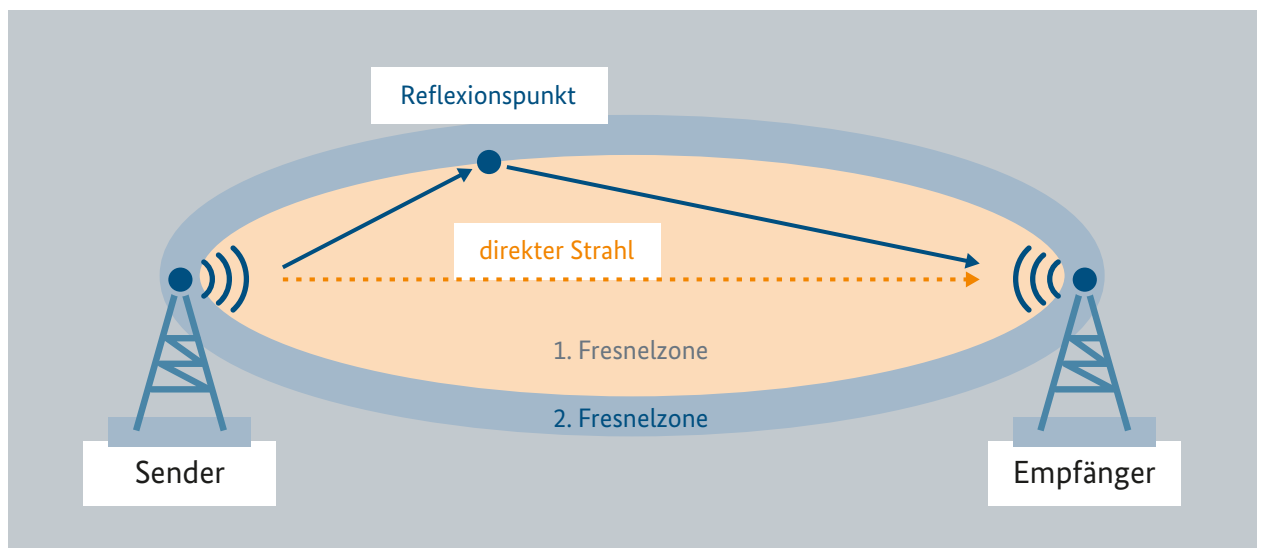 Reflexionspunkt
direkter Strahl
1. Fresnelzone
2. Fresnelzone
Sender
Empfänger